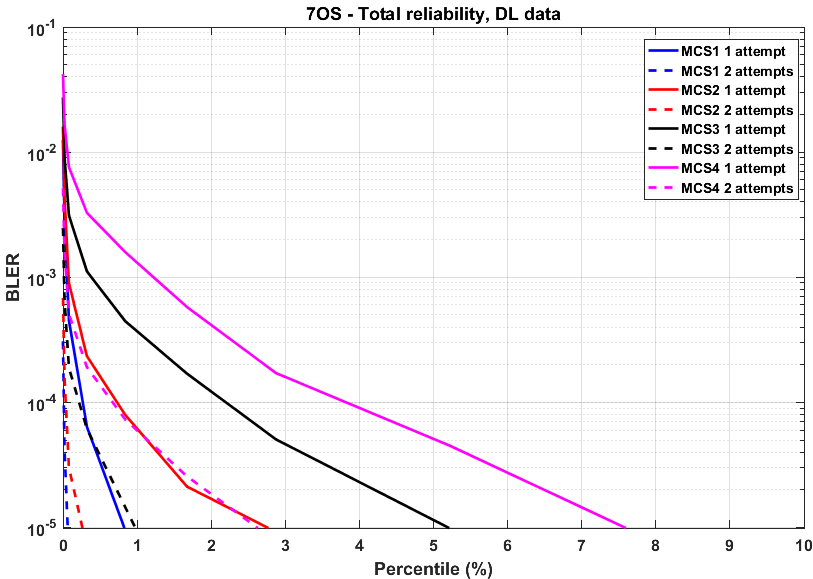 7OS - Total reliability, DL data
10-1
10-2
10-3
10-4
10-5
BLER
MCS1 1 attempt
MCS1 2 attempts
MCS2 1 attempt
MCS2 2 attempts
MCS3 1 attempt
MCS3 2 attempts
MCS4 1 attempt
MCS4 2 attempts
0 1 2 3 4 5 6 7 8 9 10
Percentile (%)